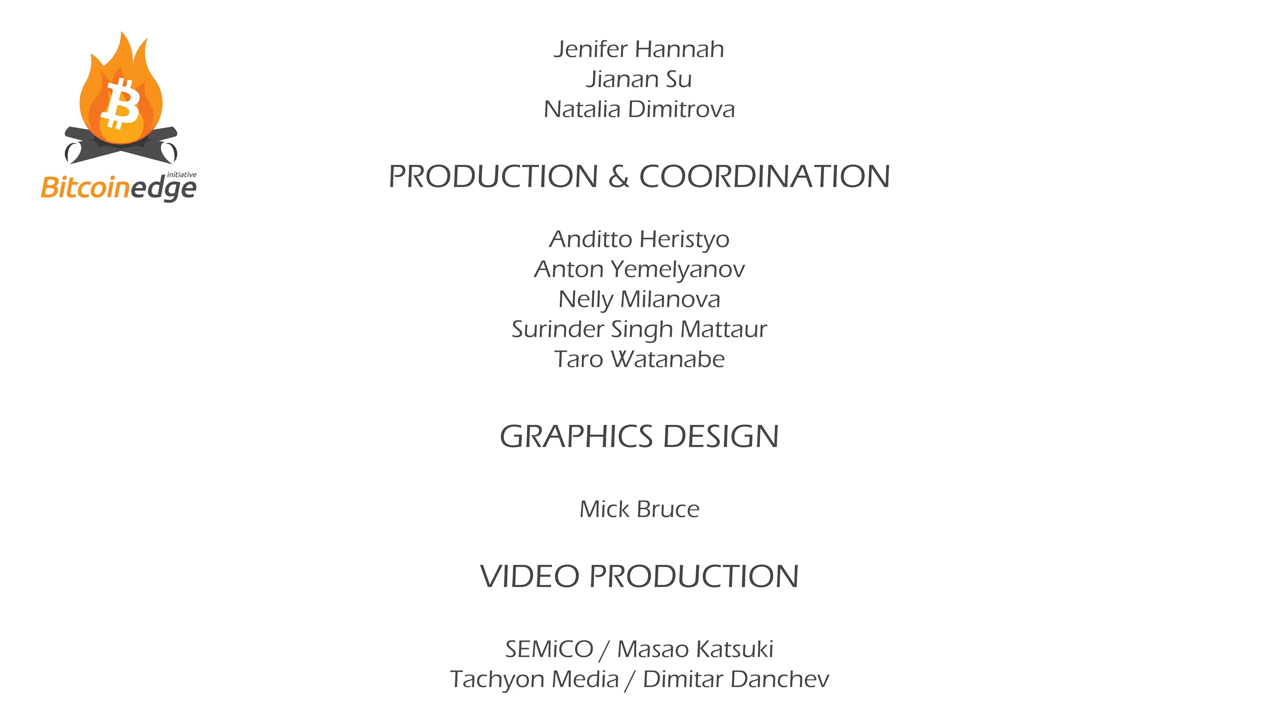 initiative
Bitcoinedge
Jenifer Hannah
Jianan Su
Natalia Dimitrova
PRODUCTION & COORDINATION
Anditto Heristyo
Anton Yemelyanov
Nelly Milanova
Surinder Singh Mattaur
Taro Watanabe
GRAPHICS DESIGN
Mick Bruce
VIDEO PRODUCTION
SEMiCO / Masao Katsuki
Tachyon Media / Dimitar Danchev